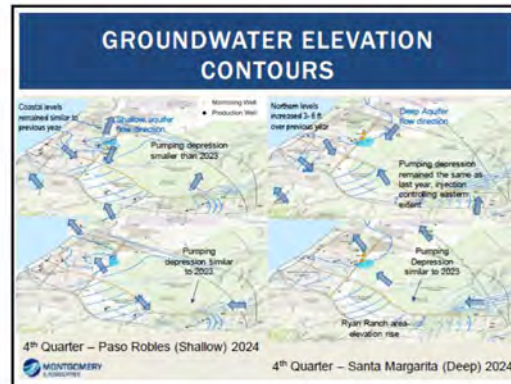 GROUNDWATER ELEVATION
CONTOURS
Coastal levels
remained similar to
previous year
Shallow aquifer
flow direction
Monitoring Well
Production Well
Pumping depression
smaller than 2023
Northern levels
increased 3-6 ft
over previous year
Deep Aquifer
flow direction
Pumping depression
remained the same as
last year, injection
controlling eastern
extent
Pumping
depression similar
to 2023
Pumping
Depression
similar to 2023
Ryan Ranch area
elevation rise
4th Quarter – Paso Robles (Shallow) 2024
4th Quarter – Santa Margarita (Deep) 2024
MONTGOMERY
& ASSOCIATES